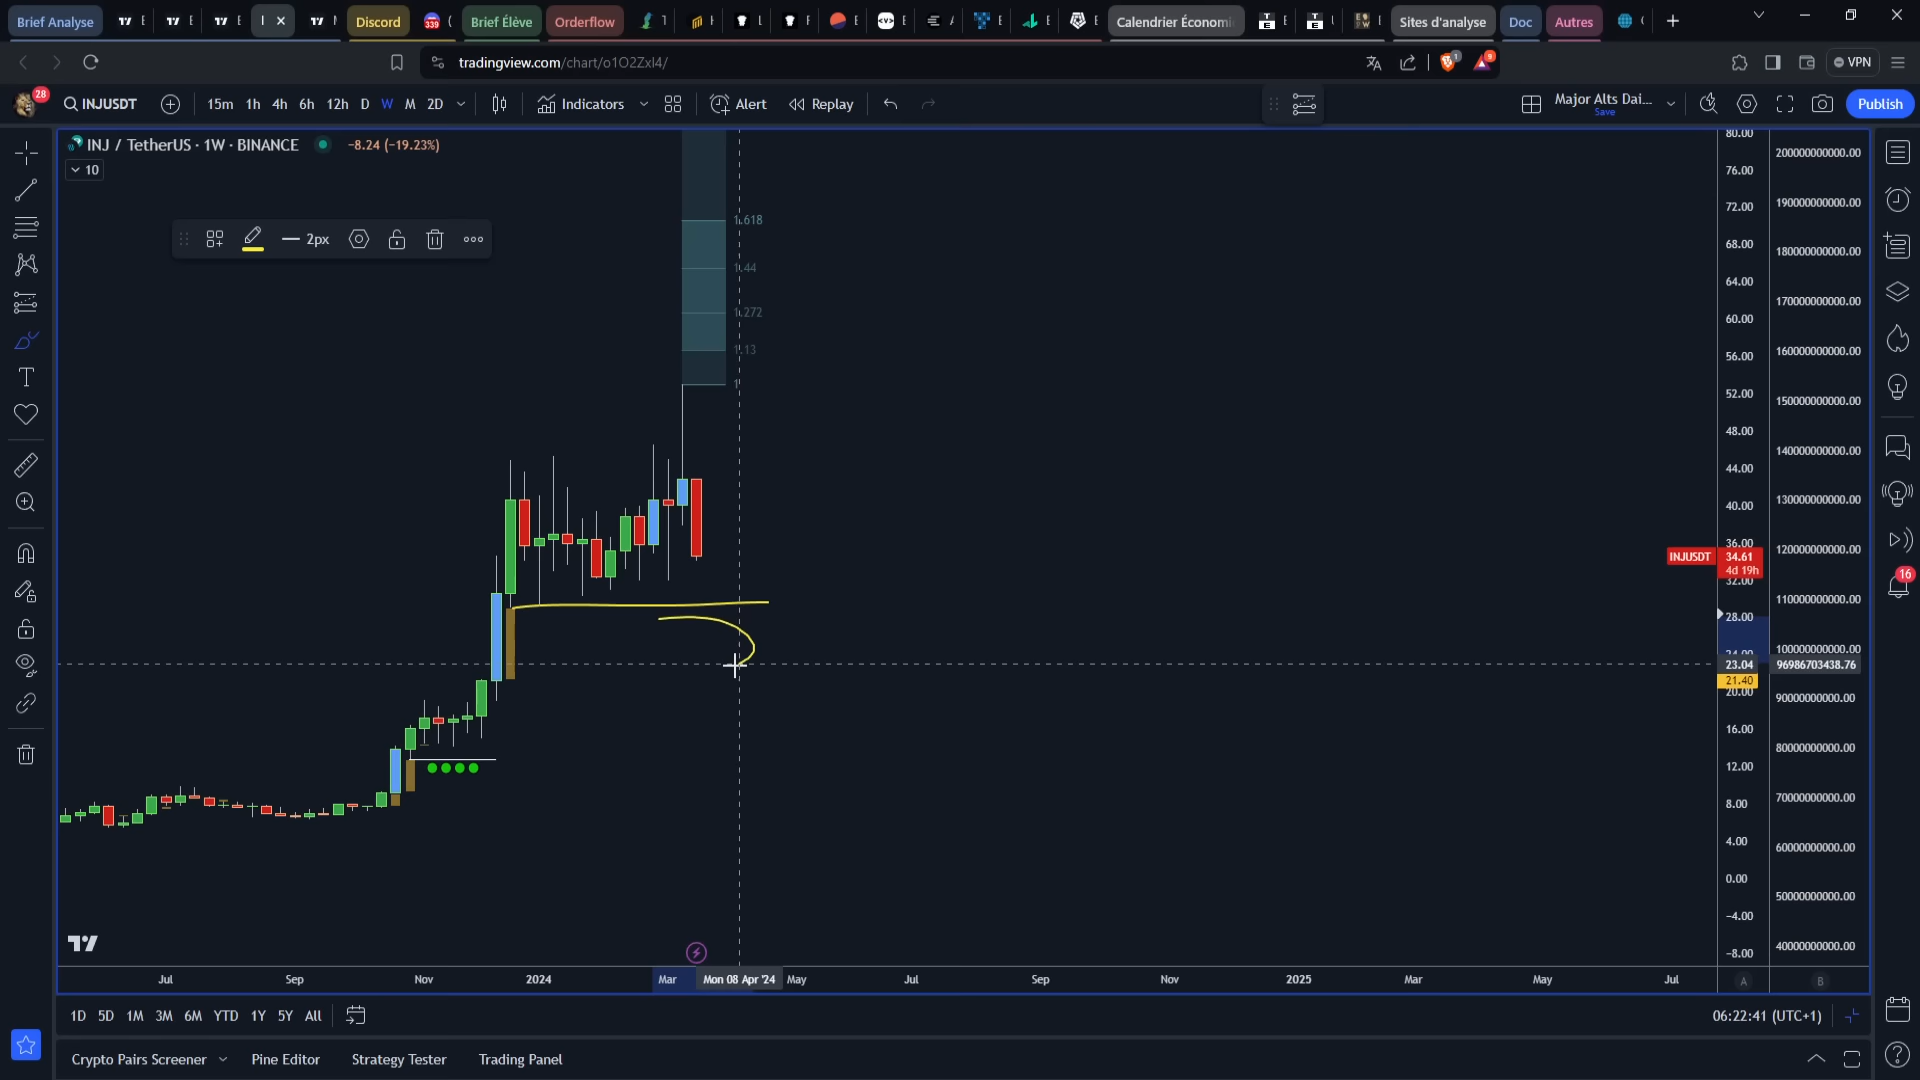 Brief Analyse
Discord
Brief Élève
Orderflow
Calendrier Économi
Sites d'analyse
Doc
Autres
tradingview.com/chart/o1O2ZxI4/
VPN
28
INJUSDT
15m 1h 4h 6h 12h D W M 2D
Indicators
Alert
Replay
Major Alts Dai...
Save
Publish
INJ / TetherUS · 1W · BINANCE
−8.24 (−19.23%)
10
2px
1.618
1.44
1.272
1.13
1
80.00
76.00
72.00
68.00
64.00
60.00
56.00
52.00
48.00
44.00
40.00
36.00
INJUSDT 34.61
4d 19h
32.00
28.00
24.00
23.04
21.40
20.00
16.00
12.00
8.00
4.00
0.00
−4.00
−8.00
200000000000.00
190000000000.00
180000000000.00
170000000000.00
160000000000.00
150000000000.00
140000000000.00
130000000000.00
120000000000.00
110000000000.00
100000000000.00
96986703438.76
90000000000.00
80000000000.00
70000000000.00
60000000000.00
50000000000.00
40000000000.00
16
Jul Sep Nov 2024 Mar Mon 08 Apr '24 May Jul Sep Nov 2025 Mar May Jul
A B
1D 5D 1M 3M 6M YTD 1Y 5Y All
06:22:41 (UTC+1)
Crypto Pairs Screener Pine Editor Strategy Tester Trading Panel